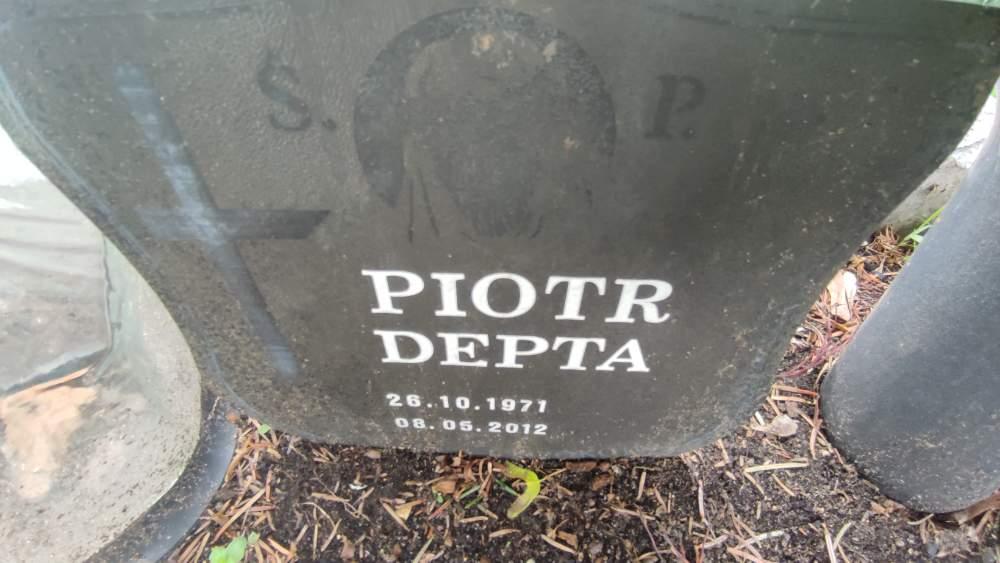 S. P.
PIOTR
DEPTA
26.10.1971
08.05.2012